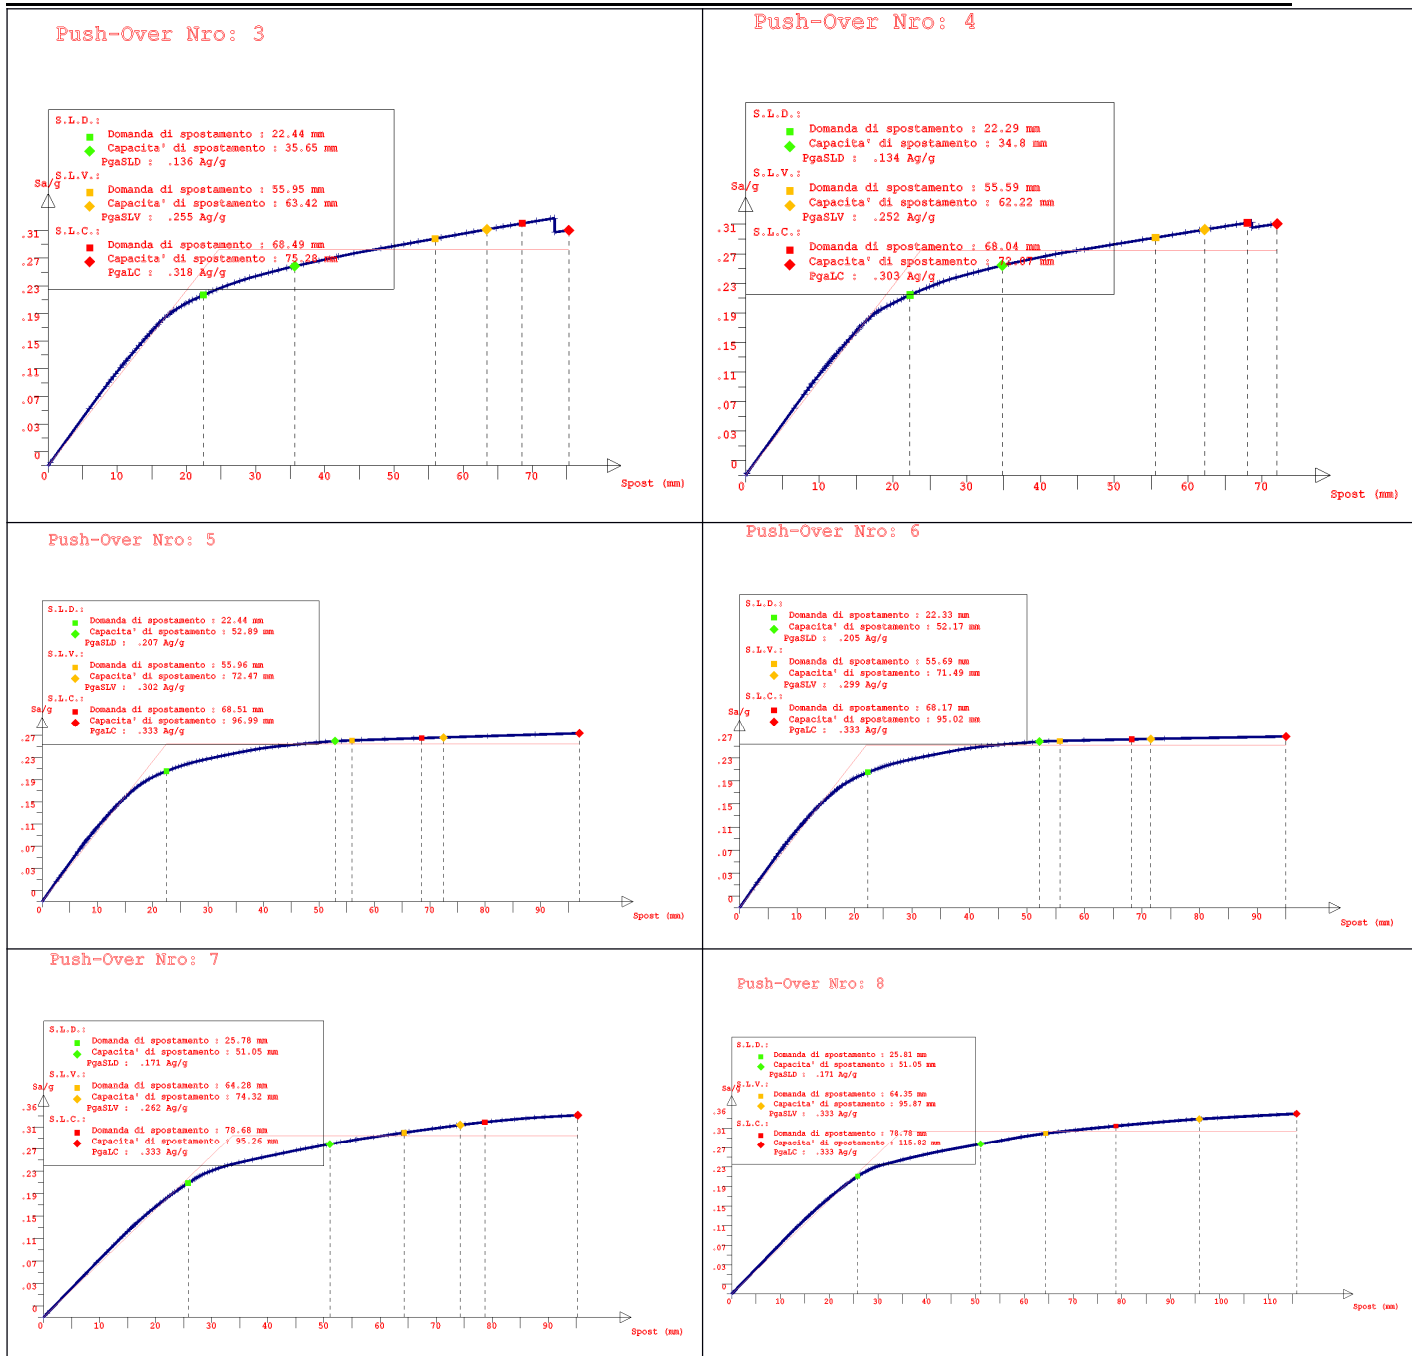 Push-Over Nro: 3
S.L.D.:
Domanda di spostamento : 22.44 mm
Capacita' di spostamento : 35.65 mm
PgaSLD : .136 Ag/g
S.L.V.:
Domanda di spostamento : 55.95 mm
Capacita' di spostamento : 63.42 mm
PgaSLV : .255 Ag/g
S.L.C.:
Domanda di spostamento : 68.49 mm
Capacita' di spostamento : 75.28 mm
PgaLC : .318 Ag/g
Sa/g
.31
.27
.23
.19
.15
.11
.07
.03
0
0 10 20 30 40 50 60 70
Spost (mm)
Push-Over Nro: 4
S.L.D.:
Domanda di spostamento : 22.29 mm
Capacita' di spostamento : 34.8 mm
PgaSLD : .134 Ag/g
S.L.V.:
Domanda di spostamento : 55.59 mm
Capacita' di spostamento : 62.22 mm
PgaSLV : .252 Ag/g
S.L.C.:
Domanda di spostamento : 68.04 mm
Capacita' di spostamento : 72.07 mm
PgaLC : .303 Ag/g
Sa/g
.31
.27
.23
.19
.15
.11
.07
.03
0
0 10 20 30 40 50 60 70
Spost (mm)
Push-Over Nro: 5
S.L.D.:
Domanda di spostamento : 22.44 mm
Capacita' di spostamento : 52.89 mm
PgaSLD : .207 Ag/g
S.L.V.:
Domanda di spostamento : 55.96 mm
Capacita' di spostamento : 72.47 mm
PgaSLV : .302 Ag/g
S.L.C.:
Domanda di spostamento : 68.51 mm
Capacita' di spostamento : 96.99 mm
PgaLC : .333 Ag/g
Sa/g
.27
.23
.19
.15
.11
.07
.03
0
0 10 20 30 40 50 60 70 80 90
Spost (mm)
Push-Over Nro: 6
S.L.D.:
Domanda di spostamento : 22.33 mm
Capacita' di spostamento : 52.17 mm
PgaSLD : .205 Ag/g
S.L.V.:
Domanda di spostamento : 55.69 mm
Capacita' di spostamento : 71.49 mm
PgaSLV : .299 Ag/g
S.L.C.:
Domanda di spostamento : 68.17 mm
Capacita' di spostamento : 95.02 mm
PgaLC : .333 Ag/g
Sa/g
.27
.23
.19
.15
.11
.07
.03
0
0 10 20 30 40 50 60 70 80 90
Spost (mm)
Push-Over Nro: 7
S.L.D.:
Domanda di spostamento : 25.78 mm
Capacita' di spostamento : 51.05 mm
PgaSLD : .171 Ag/g
S.L.V.:
Domanda di spostamento : 64.28 mm
Capacita' di spostamento : 74.32 mm
PgaSLV : .262 Ag/g
S.L.C.:
Domanda di spostamento : 78.68 mm
Capacita' di spostamento : 95.26 mm
PgaLC : .333 Ag/g
Sa/g
.36
.31
.27
.23
.19
.15
.11
.07
.03
0
0 10 20 30 40 50 60 70 80 90
Spost (mm)
Push-Over Nro: 8
S.L.D.:
Domanda di spostamento : 25.81 mm
Capacita' di spostamento : 51.05 mm
PgaSLD : .171 Ag/g
S.L.V.:
Domanda di spostamento : 64.35 mm
Capacita' di spostamento : 95.87 mm
PgaSLV : .333 Ag/g
S.L.C.:
Domanda di spostamento : 78.78 mm
Capacita' di spostamento : 115.82 mm
PgaLC : .333 Ag/g
Sa/g
.36
.31
.27
.23
.19
.15
.11
.07
.03
0
0 10 20 30 40 50 60 70 80 90 100 110
Spost (mm)